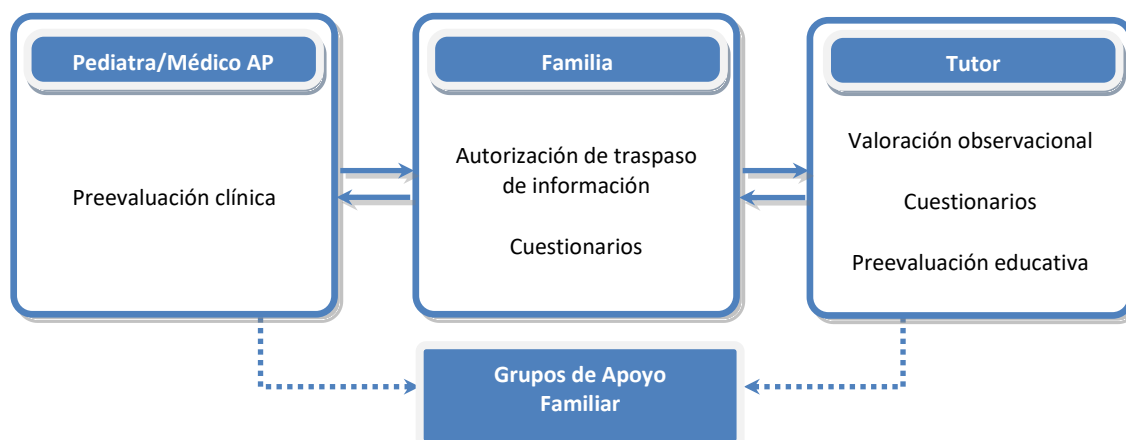 Pediatra/Médico AP
Preevaluación clínica
Familia
Autorización de traspaso
de información
Cuestionarios
Tutor
Valoración observacional
Cuestionarios
Preevaluación educativa
Grupos de Apoyo
Familiar